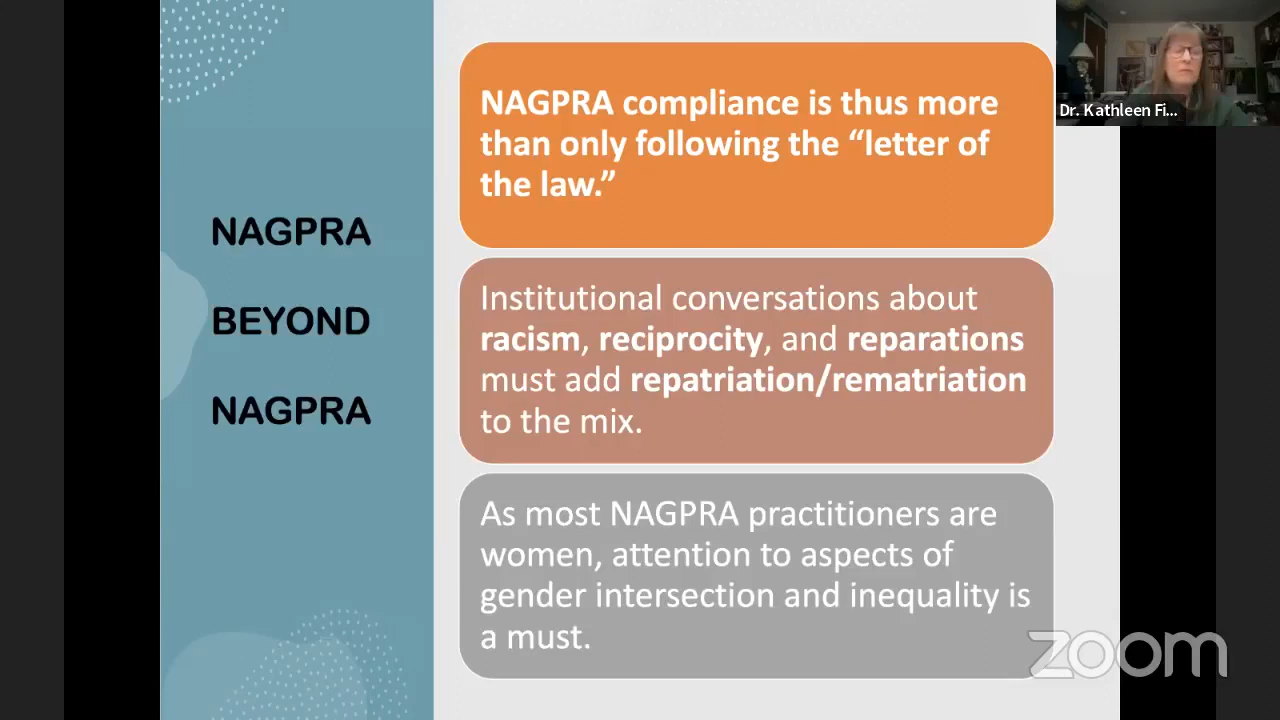 NAGPRA
BEYOND
NAGPRA
NAGPRA compliance is thus more
than only following the “letter of
the law.”
Institutional conversations about
racism, reciprocity, and reparations
must add repatriation/rematriation
to the mix.
As most NAGPRA practitioners are
women, attention to aspects of
gender intersection and inequality is
a must.
Dr. Kathleen Fi...
zoom